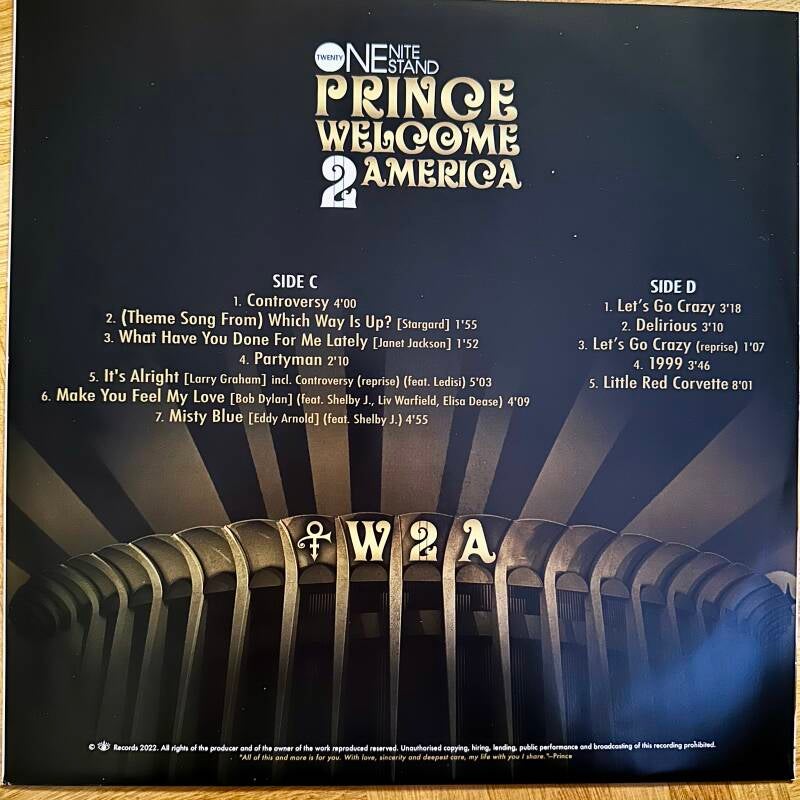 TWENTY ONE NITE STAND
PRINCE
WELCOME
2 AMERICA
SIDE C
1. Controversy 4'00
2. (Theme Song From) Which Way Is Up? [Stargard] 1'55
3. What Have You Done For Me Lately [Janet Jackson] 1'52
4. Partyman 2'10
5. It's Alright [Larry Graham] incl. Controversy (reprise) (feat. Ledisi) 5'03
6. Make You Feel My Love [Bob Dylan] (feat. Shelby J., Liv Warfield, Elisa Dease) 4'09
7. Misty Blue [Eddy Arnold] (feat. Shelby J.) 4'55
SIDE D
1. Let's Go Crazy 3'18
2. Delirious 3'10
3. Let's Go Crazy (reprise) 1'07
4. 1999 3'46
5. Little Red Corvette 8'01
W 2 A
© Records 2022. All rights of the producer and of the owner of the work reproduced reserved. Unauthorised copying, hiring, lending, public performance and broadcasting of this recording prohibited.
"All of this and more is for you. With love, sincerity and deepest care, my life with you I share."–Prince